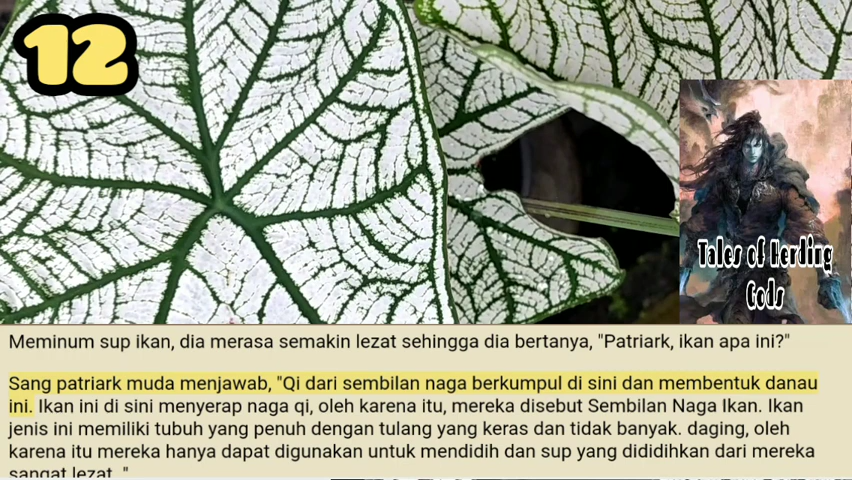 12
Tales of Herding
Gods
Meminum sup ikan, dia merasa semakin lezat sehingga dia bertanya, "Patriark, ikan apa ini?"
Sang patriark muda menjawab, "Qi dari sembilan naga berkumpul di sini dan membentuk danau
ini. Ikan ini di sini menyerap naga qi, oleh karena itu, mereka disebut Sembilan Naga Ikan. Ikan
jenis ini memiliki tubuh yang penuh dengan tulang yang keras dan tidak banyak. daging, oleh
karena itu mereka hanya dapat digunakan untuk mendidih dan sup yang dididihkan dari mereka
sangat lezat. "